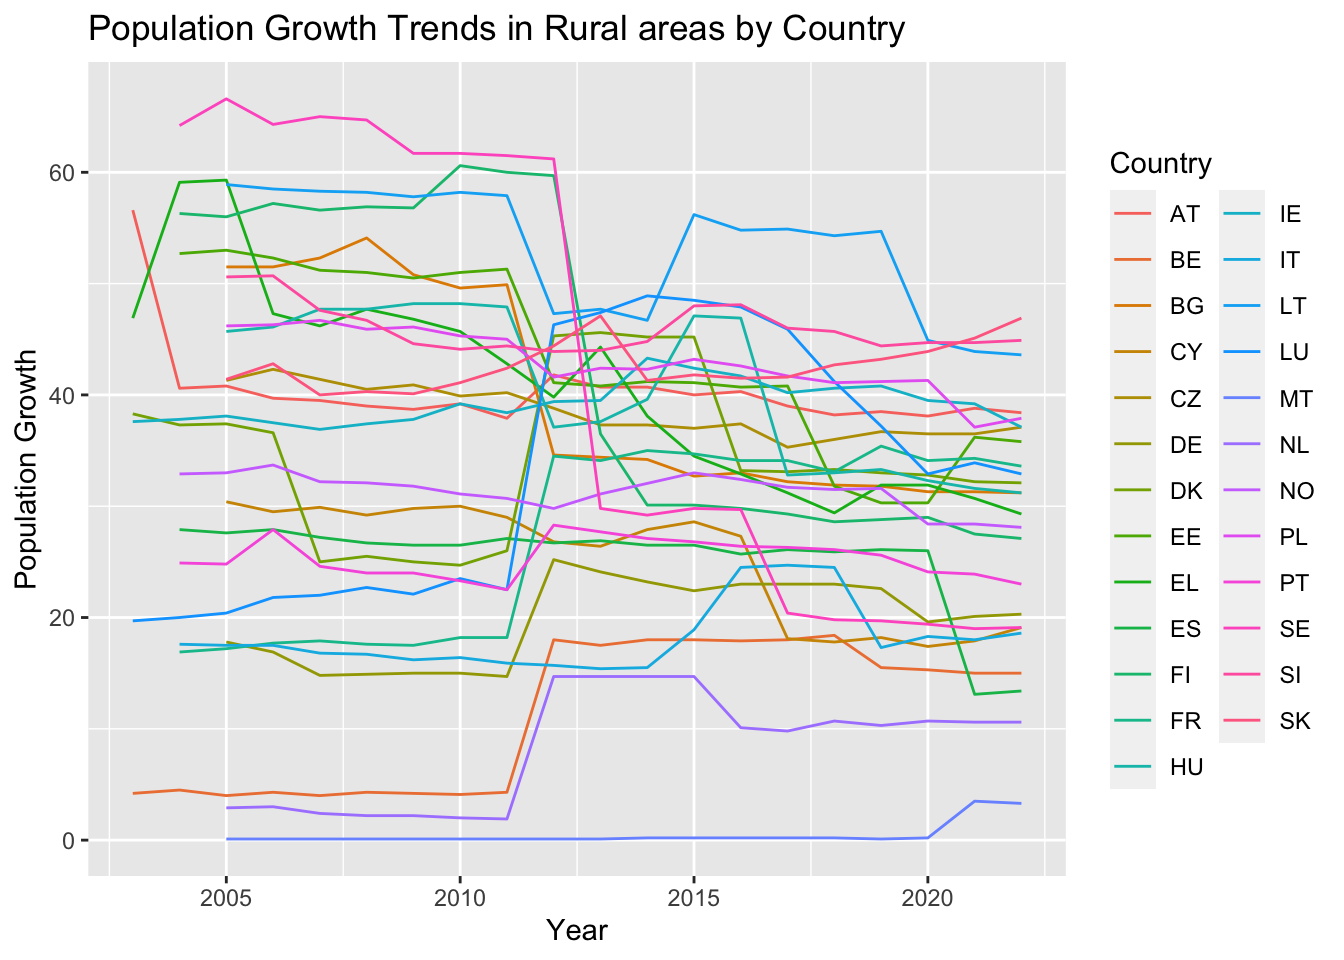 Population Growth Trends in Rural areas by Country
Population Growth
60
40
20
0
2005
2010
2015
2020
Year
Country
AT
BE
BG
CY
CZ
DE
DK
EE
EL
ES
FI
FR
HU
IE
IT
LT
LU
MT
NL
NO
PL
PT
SE
SI
SK